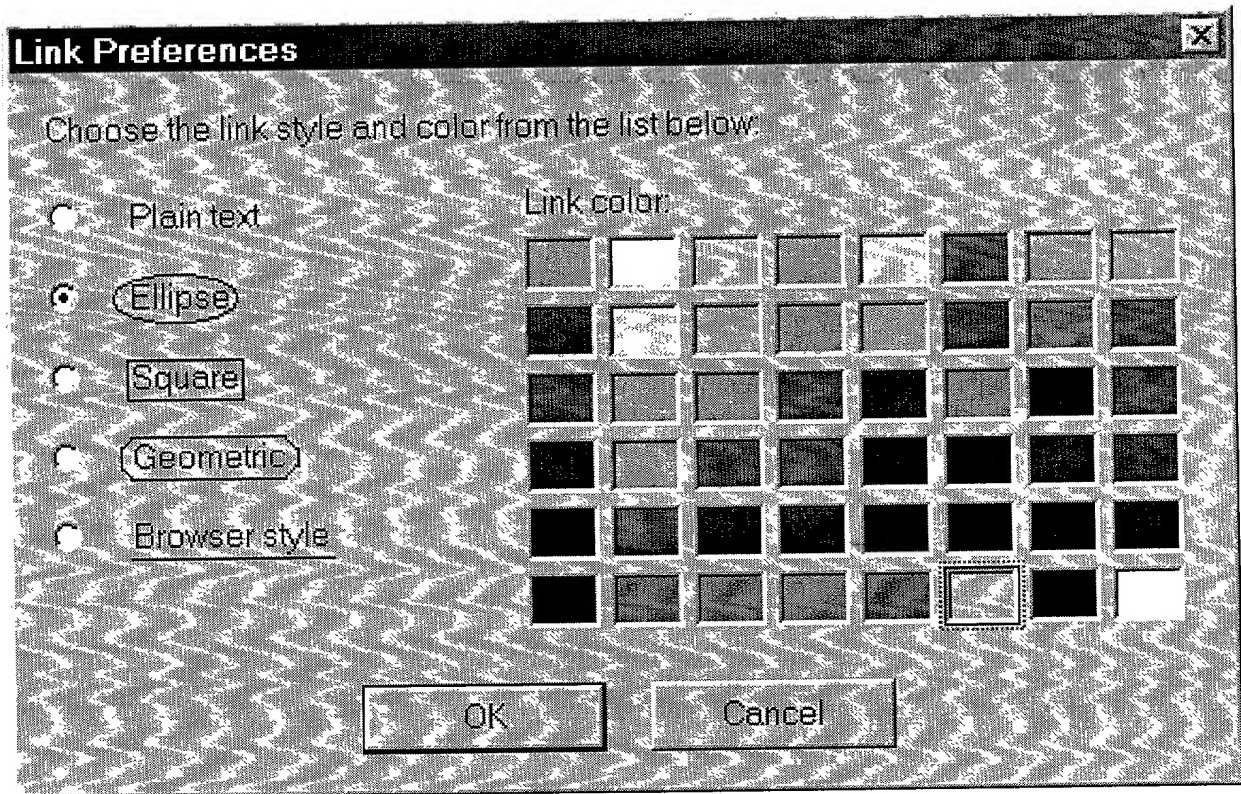 Link Preferences
Choose the link style and color from the list below:
Plain text
Link color:
Ellipse
Square
Geometric
Browser style
OK
Cancel